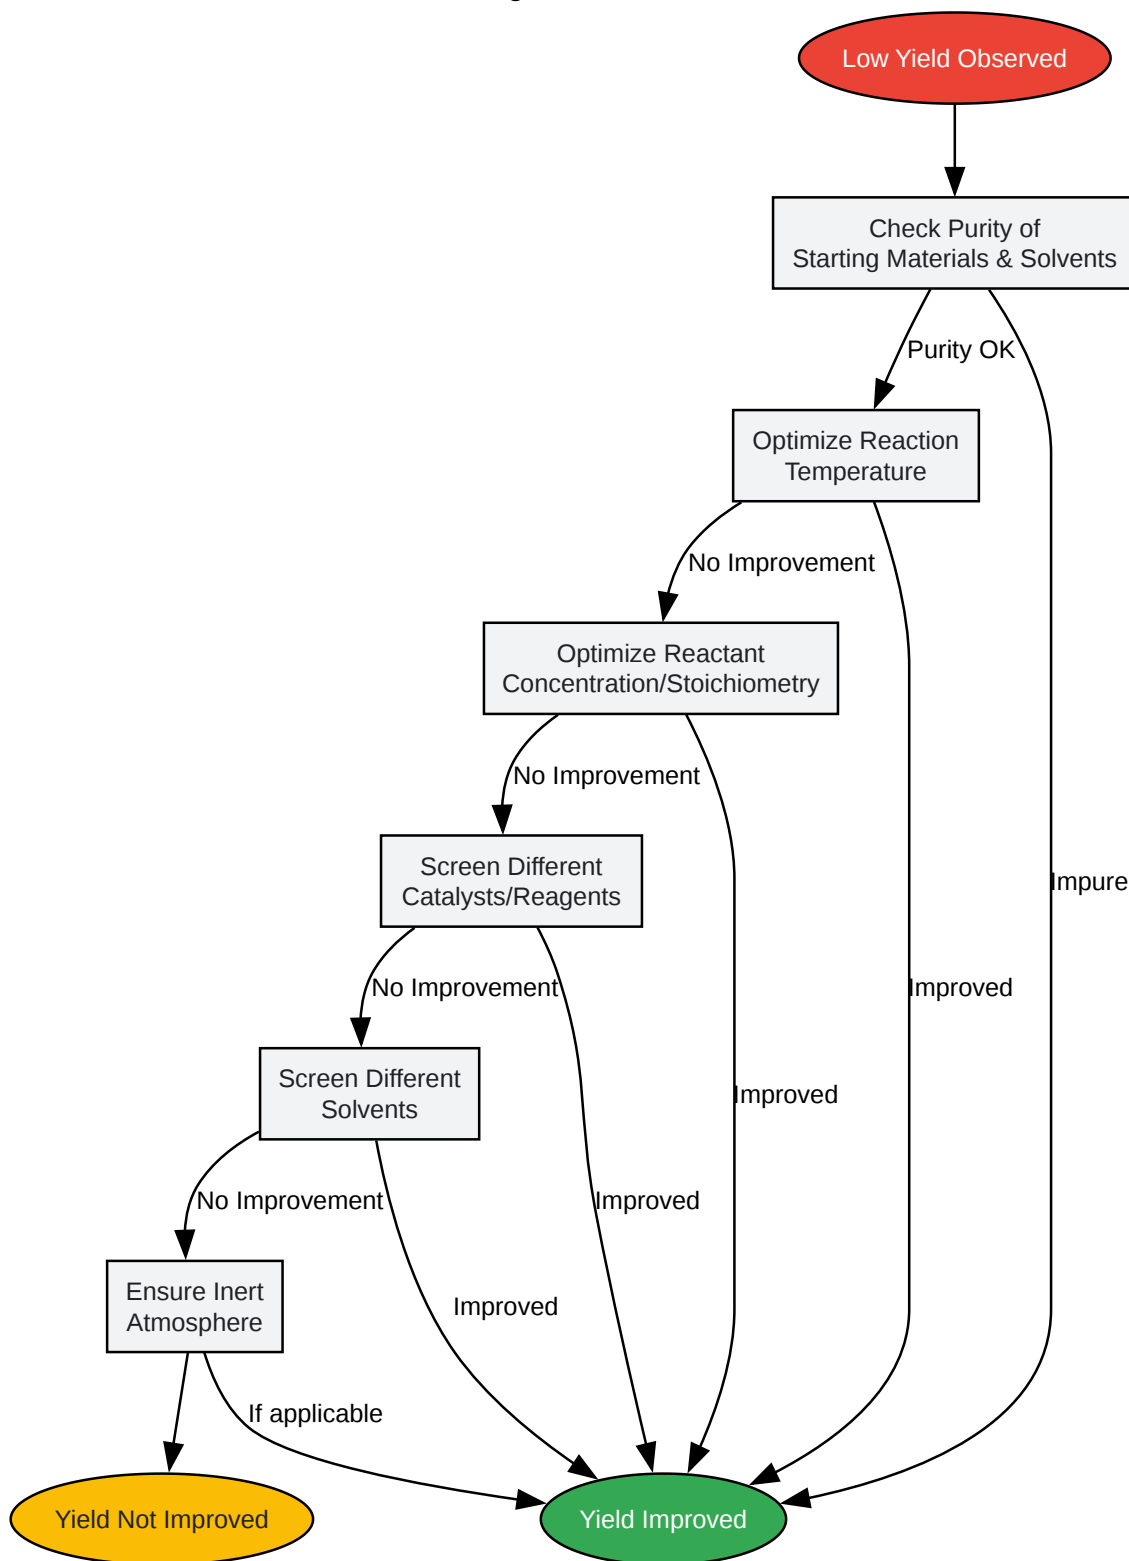 Low Yield Observed
Check Purity of
Starting Materials & Solvents
Purity OK
Optimize Reaction
Temperature
No Improvement
Optimize Reactant
Concentration/Stoichiometry
No Improvement
Screen Different
Catalysts/Reagents
Impure
No Improvement
Improved
Screen Different
Solvents
Improved
No Improvement
Improved
Ensure Inert
Atmosphere
Improved
If applicable
Yield Not Improved
Yield Improved